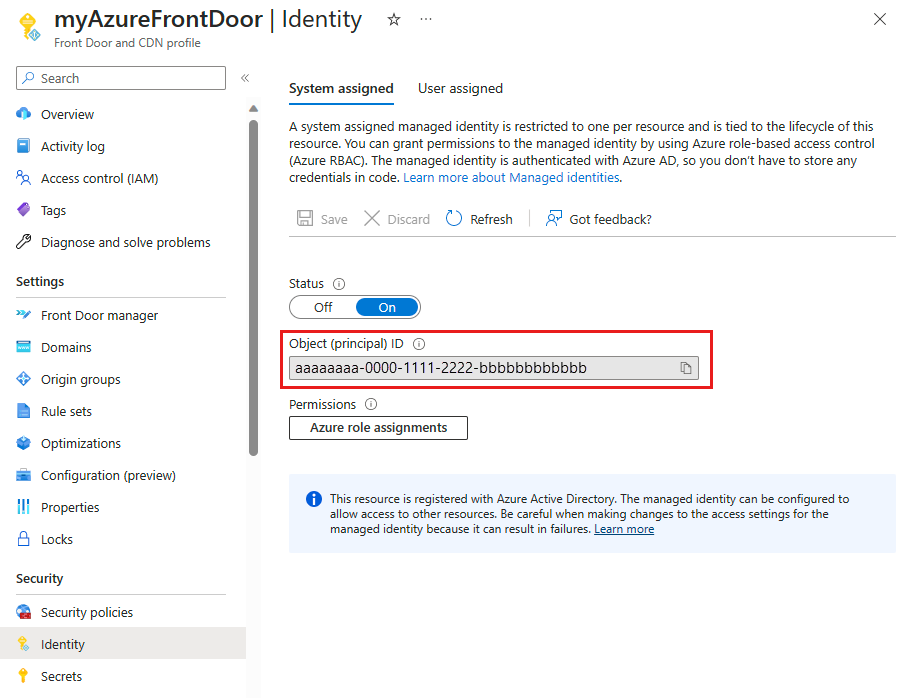 myAzureFrontDoor | Identity
Front Door and CDN profile
Search
Overview
Activity log
Access control (IAM)
Tags
Diagnose and solve problems
Settings
Front Door manager
Domains
Origin groups
Rule sets
Optimizations
Configuration (preview)
Properties
Locks
Security
Security policies
Identity
Secrets
System assigned
User assigned
A system assigned managed identity is restricted to one per resource and is tied to the lifecycle of this
resource. You can grant permissions to the managed identity by using Azure role-based access control
(Azure RBAC). The managed identity is authenticated with Azure AD, so you don't have to store any
credentials in code. Learn more about Managed identities.
Save Discard Refresh Got feedback?
Status
Off On
Object (principal) ID
aaaaaaaa-0000-1111-2222-bbbbbbbbbbbb
Permissions
Azure role assignments
This resource is registered with Azure Active Directory. The managed identity can be configured to
allow access to other resources. Be careful when making changes to the access settings for the
managed identity because it can result in failures. Learn more